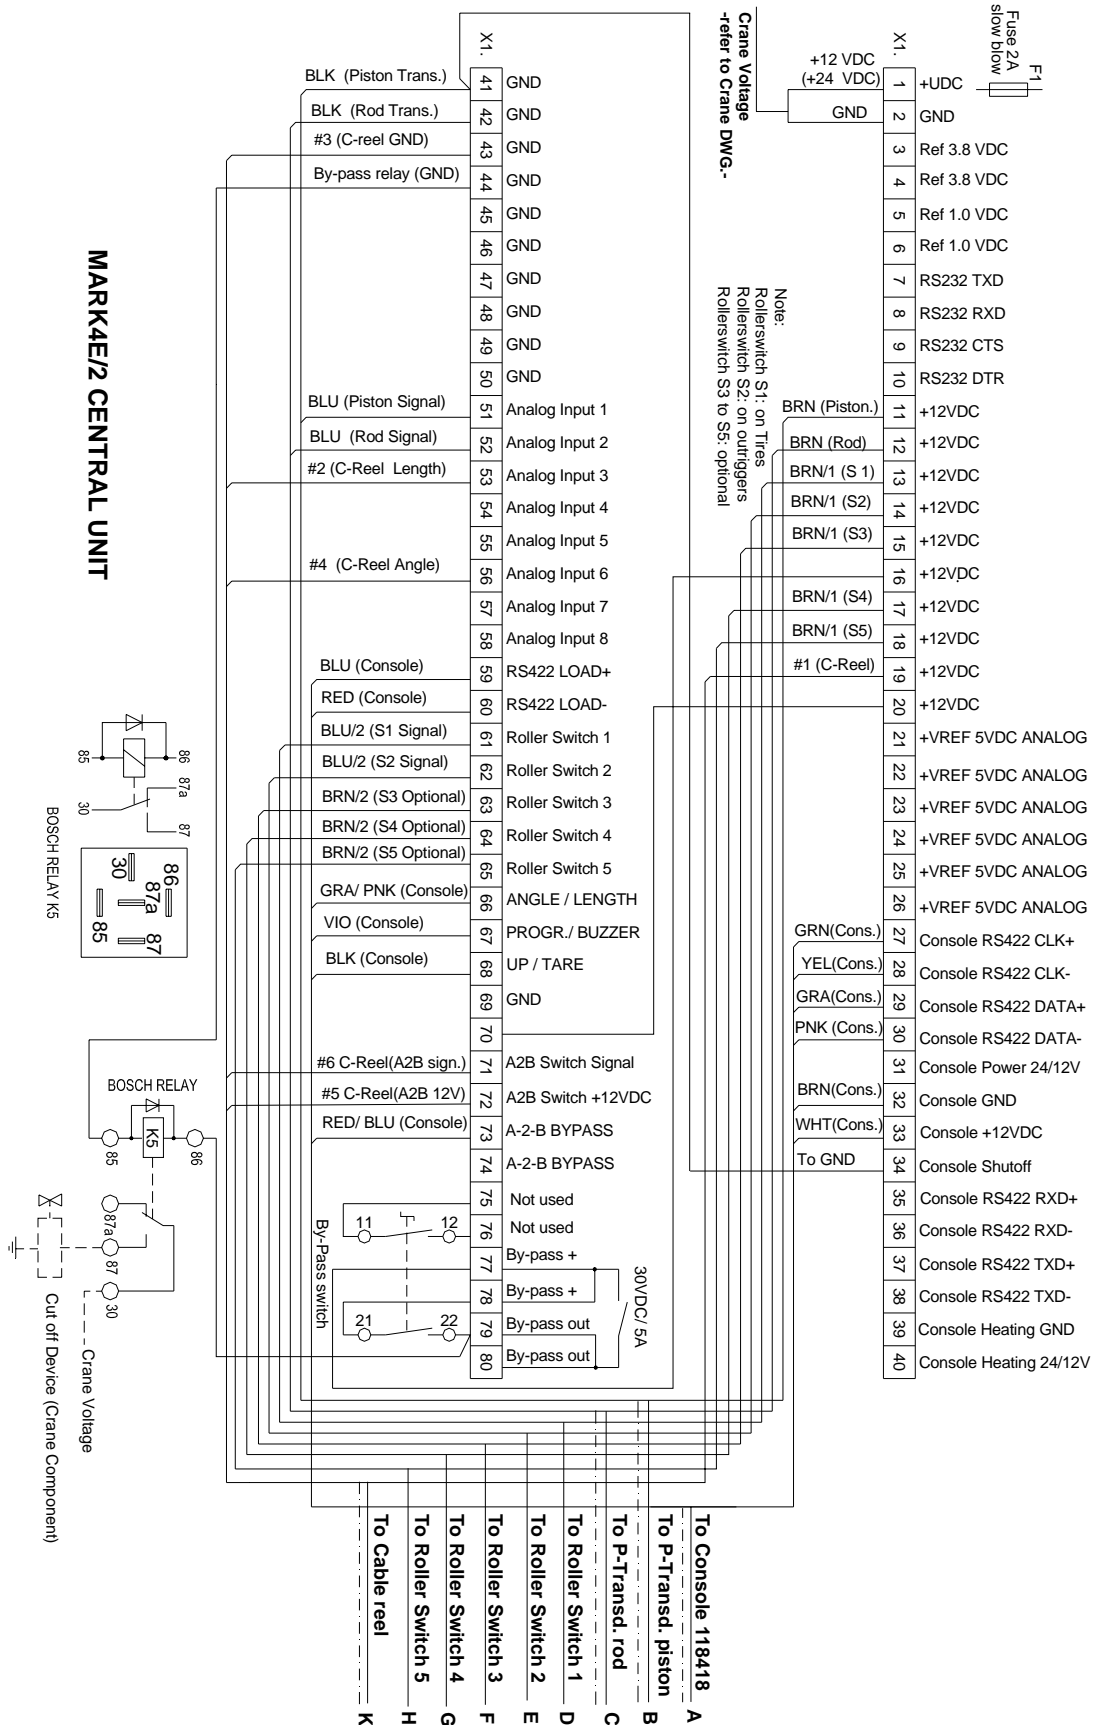 Fuse 2A
slow blow
F1
Crane Voltage
-refer to Crane DWG.-
+12 VDC
(+24 VDC)
GND
X1.
1 +UDC
2 GND
3 Ref 3.8 VDC
4 Ref 3.8 VDC
5 Ref 1.0 VDC
6 Ref 1.0 VDC
7 RS232 TXD
8 RS232 RXD
9 RS232 CTS
10 RS232 DTR
BRN (Piston.) 11 +12VDC
BRN (Rod) 12 +12VDC
BRN/1 (S 1) 13 +12VDC
BRN/1 (S2) 14 +12VDC
BRN/1 (S3) 15 +12VDC
16 +12VDC
BRN/1 (S4) 17 +12VDC
BRN/1 (S5) 18 +12VDC
#1 (C-Reel) 19 +12VDC
20 +12VDC
21 +VREF 5VDC ANALOG
22 +VREF 5VDC ANALOG
23 +VREF 5VDC ANALOG
24 +VREF 5VDC ANALOG
25 +VREF 5VDC ANALOG
26 +VREF 5VDC ANALOG
GRN(Cons.) 27 Console RS422 CLK+
YEL(Cons.) 28 Console RS422 CLK-
GRA(Cons.) 29 Console RS422 DATA+
PNK (Cons.) 30 Console RS422 DATA-
31 Console Power 24/12V
BRN(Cons.) 32 Console GND
WHT(Cons.) 33 Console +12VDC
To GND 34 Console Shutoff
35 Console RS422 RXD+
36 Console RS422 RXD-
37 Console RS422 TXD+
38 Console RS422 TXD-
39 Console Heating GND
40 Console Heating 24/12V
Note:
Rollerswitch S1: on Tires
Rollerswitch S2: on outriggers
Rollerswitch S3 to S5: optional
X1.
BLK (Piston Trans.) 41 GND
BLK (Rod Trans.) 42 GND
#3 (C-reel GND) 43 GND
By-pass relay (GND) 44 GND
45 GND
46 GND
47 GND
48 GND
49 GND
50 GND
BLU (Piston Signal) 51 Analog Input 1
BLU (Rod Signal) 52 Analog Input 2
#2 (C-Reel Length) 53 Analog Input 3
54 Analog Input 4
55 Analog Input 5
#4 (C-Reel Angle) 56 Analog Input 6
57 Analog Input 7
58 Analog Input 8
BLU (Console) 59 RS422 LOAD+
RED (Console) 60 RS422 LOAD-
BLU/2 (S1 Signal) 61 Roller Switch 1
BLU/2 (S2 Signal) 62 Roller Switch 2
BRN/2 (S3 Optional) 63 Roller Switch 3
BRN/2 (S4 Optional) 64 Roller Switch 4
BRN/2 (S5 Optional) 65 Roller Switch 5
GRA/ PNK (Console) 66 ANGLE / LENGTH
VIO (Console) 67 PROGR./ BUZZER
BLK (Console) 68 UP / TARE
69 GND
70
#6 C-Reel(A2B sign.) 71 A2B Switch Signal
#5 C-Reel(A2B 12V) 72 A2B Switch +12VDC
RED/ BLU (Console) 73 A-2-B BYPASS
74 A-2-B BYPASS
75 Not used
11 12 76 Not used
77 By-pass +
78 By-pass +
21 22 79 By-pass out
80 By-pass out
By-Pass switch
30VDC/ 5A
MARK4E/2 CENTRAL UNIT
85 86
30 87a 87
BOSCH RELAY K5
86
87a 87
30
85
BOSCH RELAY
K5
85
86
87a
87
30
Crane Voltage
Cut off Device (Crane Component)
To Console 118418 A
To P-Transd. piston B
To P-Transd. rod C
To Roller Switch 1 D
To Roller Switch 2 E
To Roller Switch 3 F
To Roller Switch 4 G
To Roller Switch 5 H
To Cable reel K